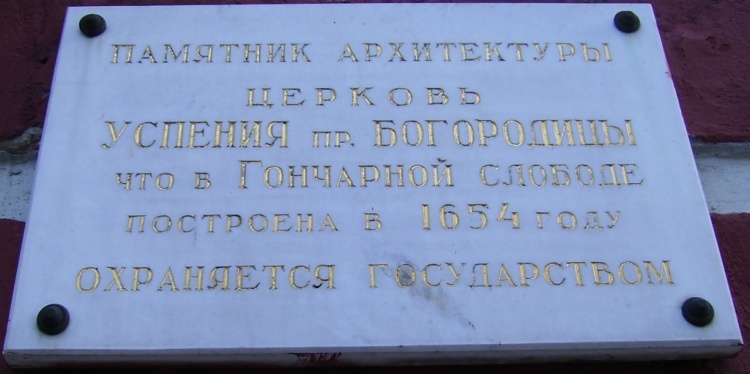 ПАМЯТНИК АРХИТЕКТУРЫ
ЦЕРКОВЬ
УСПЕНИЯ ПР. БОГОРОДИЦЫ
ЧТО В ГОНЧАРНОЙ СЛОБОДЕ
ПОСТРОЕНА В 1654 ГОДУ
ОХРАНЯЕТСЯ ГОСУДАРСТВОМ